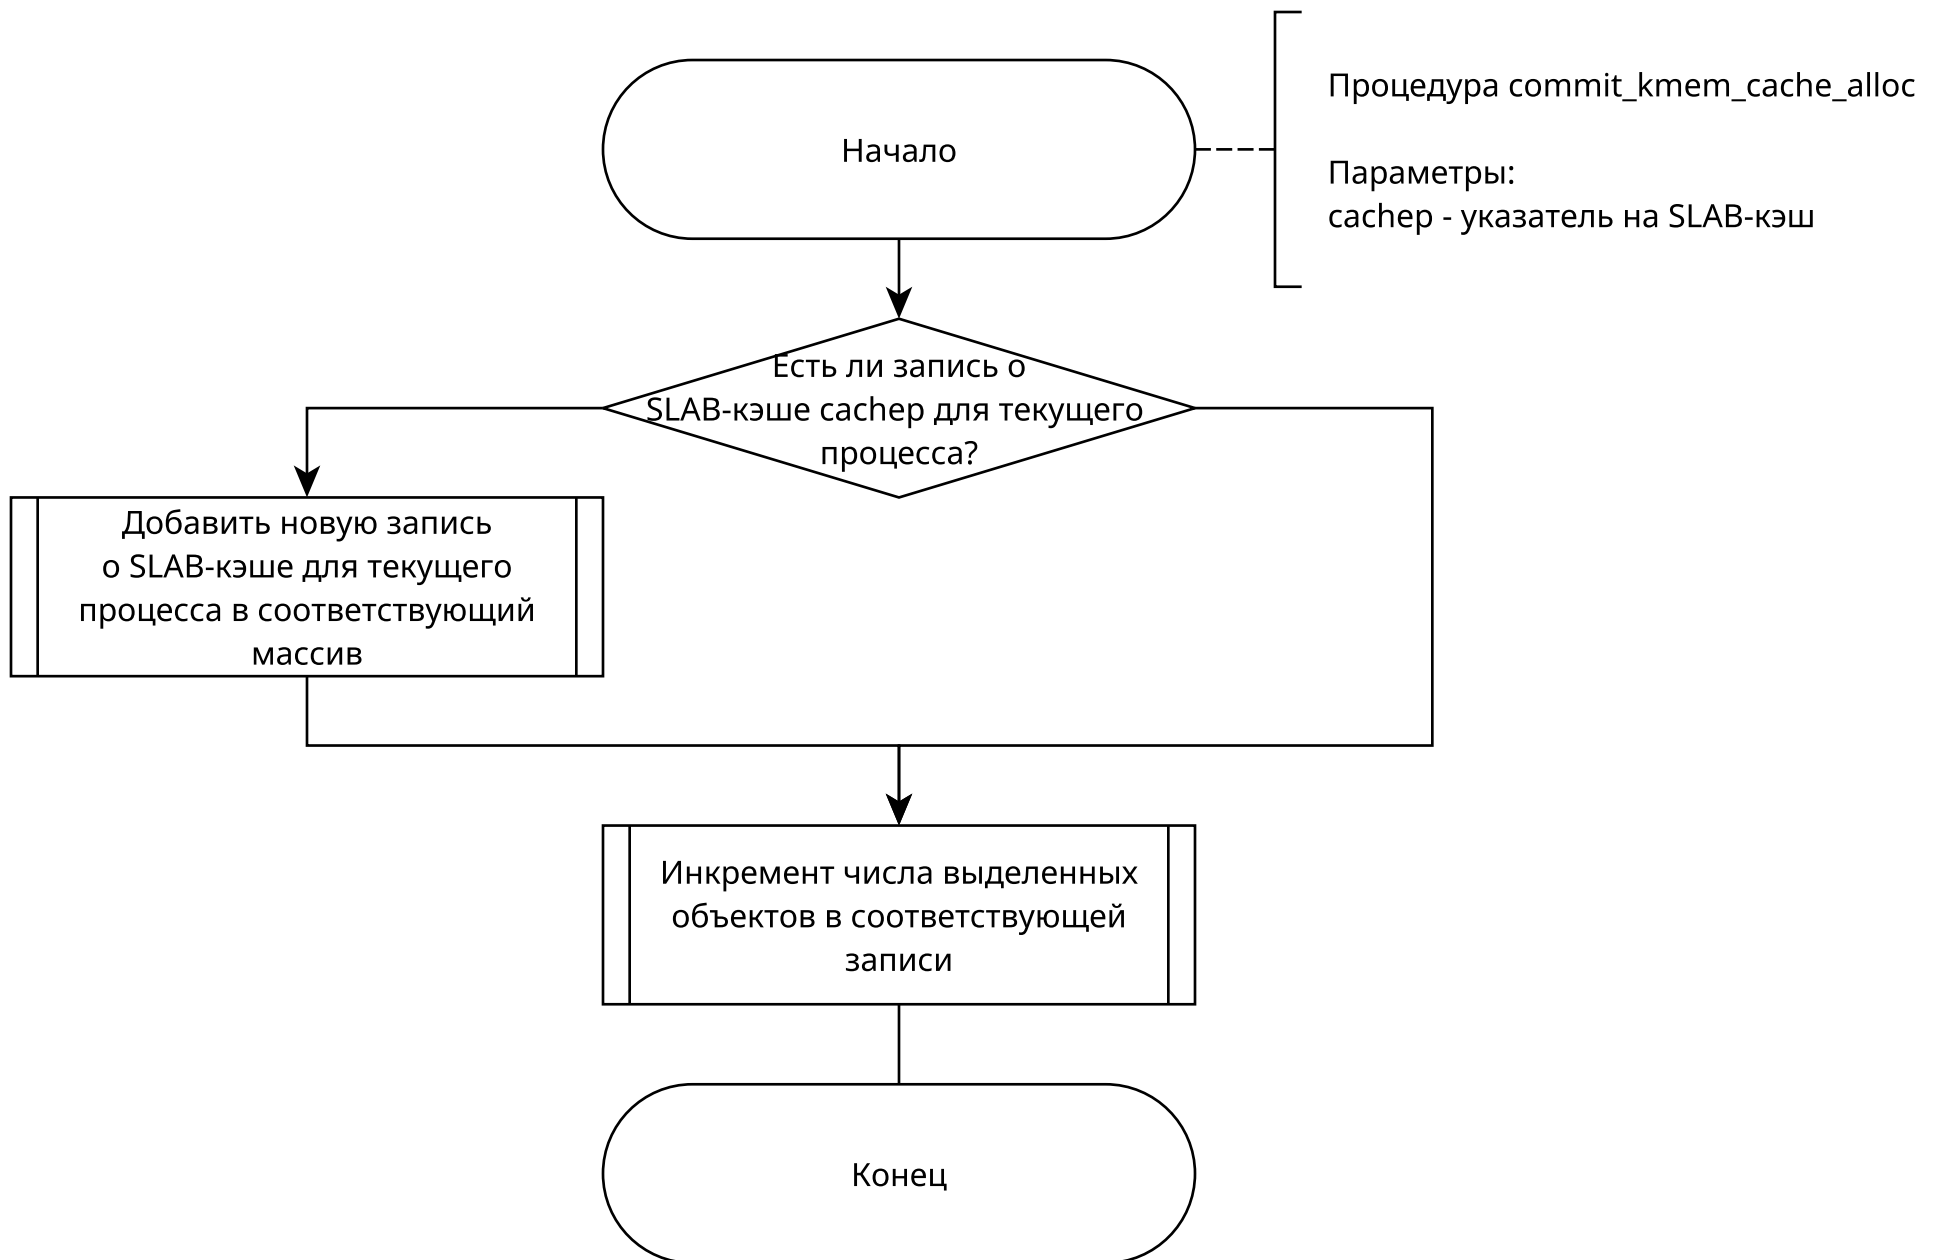 Процедура commit_kmem_cache_alloc
Параметры:
cachep - указатель на SLAB-кэш
Начало
Есть ли запись о
SLAB-кэше cachep для текущего
процесса?
Добавить новую запись
о SLAB-кэше для текущего
процесса в соответствующий
массив
Инкремент числа выделенных
объектов в соответствующей
записи
Конец